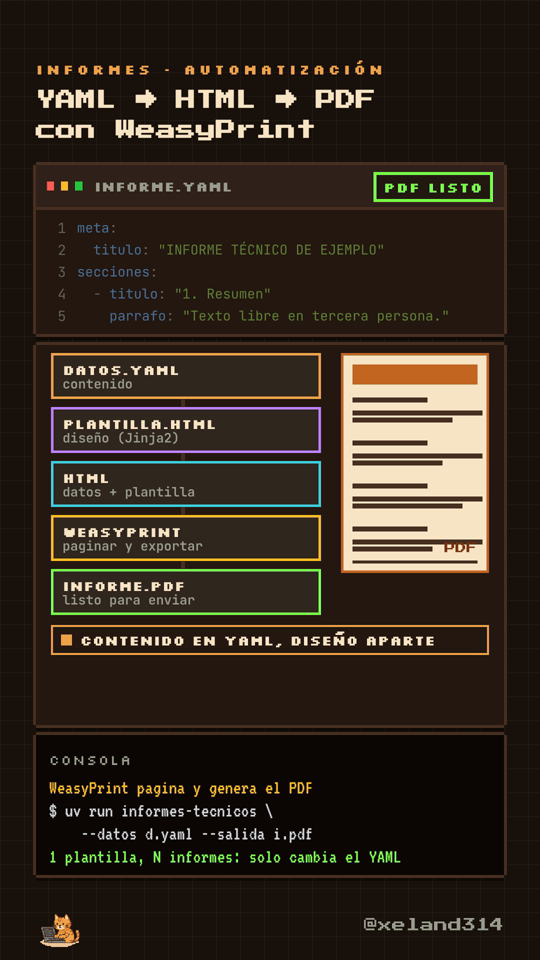 INFORMES · AUTOMATIZACIÓN
YAML → HTML → PDF
con WeasyPrint
INFORME.YAML
PDF LISTO
1 meta:
2   titulo: "INFORME TÉCNICO DE EJEMPLO"
3 secciones:
4   - titulo: "1. Resumen"
5     parrafo: "Texto libre en tercera persona."
DATOS.YAML
contenido
PLANTILLA.HTML
diseño (Jinja2)
HTML
datos + plantilla
WEASYPRINT
paginar y exportar
INFORME.PDF
listo para enviar
PDF
CONTENIDO EN YAML, DISEÑO APARTE
CONSOLA
WeasyPrint pagina y genera el PDF
$ uv run informes-tecnicos \
    --datos d.yaml --salida i.pdf
1 plantilla, N informes: solo cambia el YAML
@xeland314